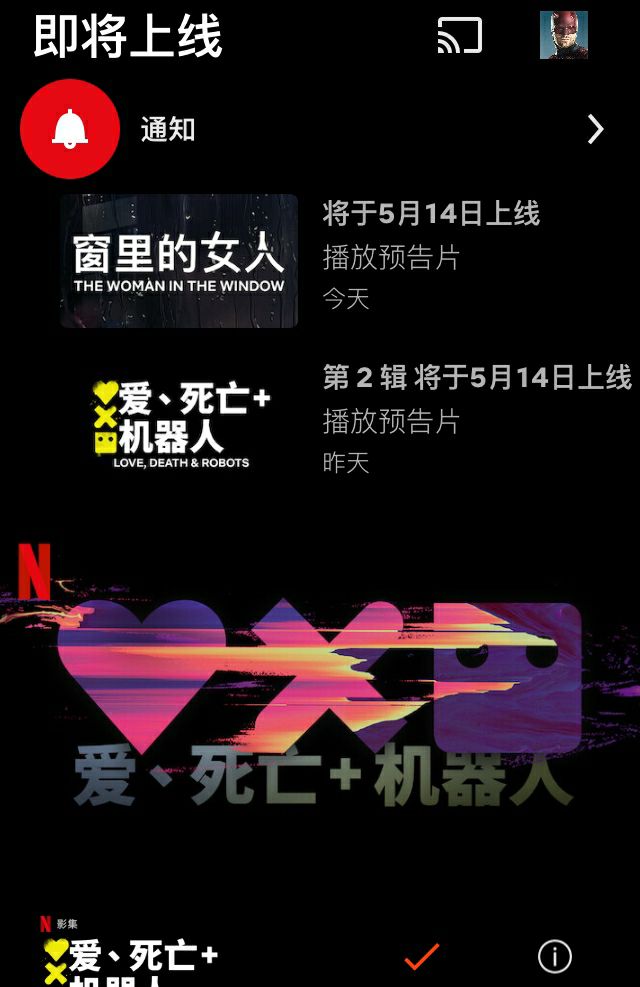 即将上线
通知
窗里的女人
THE WOMAN IN THE WINDOW
将于5月14日上线
播放预告片
今天
爱、死亡+
机器人
LOVE, DEATH & ROBOTS
第 2 辑 将于5月14日上线
播放预告片
昨天
N
爱、死亡+机器人
N 影集
爱、死亡+
机器人